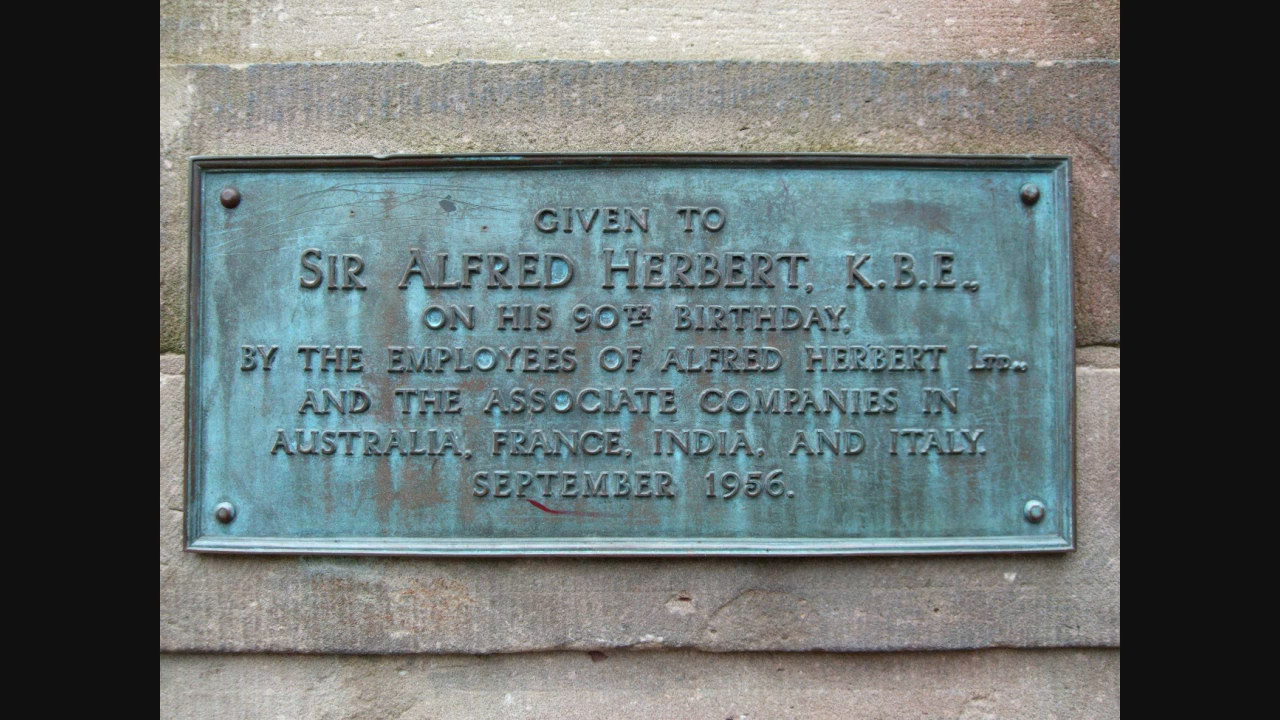 GIVEN TO
SIR ALFRED HERBERT, K.B.E.,
ON HIS 90TH BIRTHDAY,
BY THE EMPLOYEES OF ALFRED HERBERT LTD.,
AND THE ASSOCIATE COMPANIES IN
AUSTRALIA, FRANCE, INDIA, AND ITALY.
SEPTEMBER 1956.